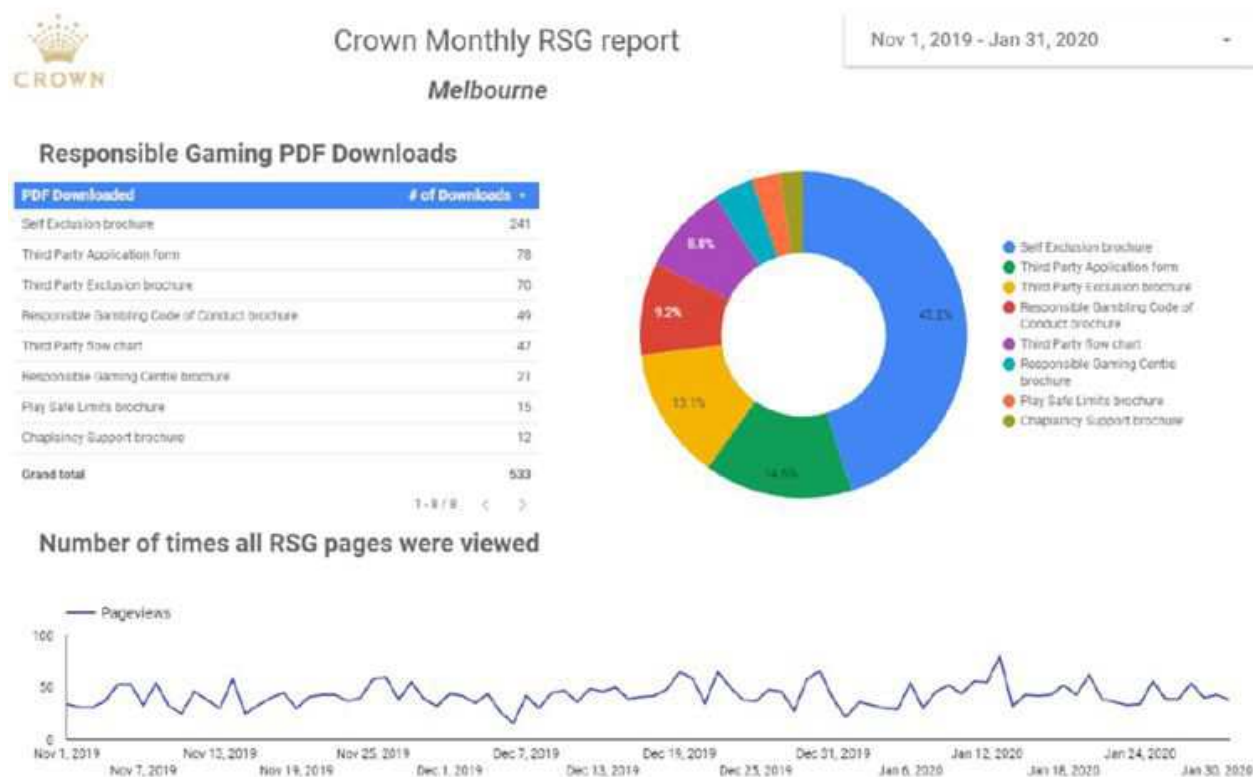 CROWN
Crown Monthly RSG report
Melbourne
Nov 1, 2019 - Jan 31, 2020
Responsible Gaming PDF Downloads
PDF Downloaded # of Downloads
Self Exclusion brochure 241
Third Party Application form 78
Third Party Exclusion brochure 70
Responsible Gambling Code of Conduct brochure 49
Third Party flow chart 47
Responsible Gaming Centre brochure 21
Play Safe Limits brochure 15
Chaplaincy Support brochure 12
Grand total 533
1 - 8 / 8 < >
8.8%
9.2%
13.1%
14.6%
45.2%
Self Exclusion brochure
Third Party Application form
Third Party Exclusion brochure
Responsible Gambling Code of
Conduct brochure
Third Party flow chart
Responsible Gaming Centre
brochure
Play Safe Limits brochure
Chaplaincy Support brochure
Number of times all RSG pages were viewed
Pageviews
100
50
0
Nov 1, 2019 Nov 13, 2019 Nov 25, 2019 Dec 7, 2019 Dec 19, 2019 Dec 31, 2019 Jan 12, 2020 Jan 24, 2020
Nov 7, 2019 Nov 19, 2019 Dec 1, 2019 Dec 13, 2019 Dec 25, 2019 Jan 6, 2020 Jan 18, 2020 Jan 30, 2020